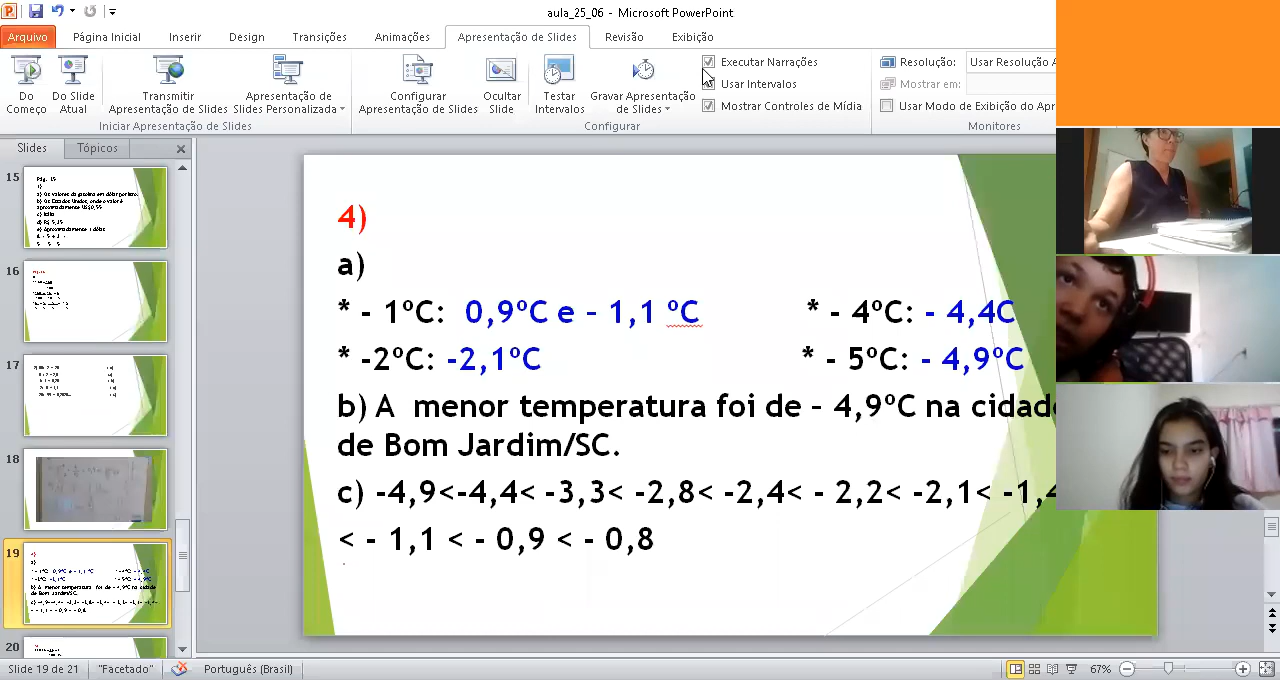 aula_25_06 - Microsoft PowerPoint
Arquivo Página Inicial Inserir Design Transições Animações Apresentação de Slides Revisão Exibição
Do Começo
Do Slide Atual
Transmitir Apresentação de Slides
Apresentação de Slides Personalizada
Configurar Apresentação de Slides
Ocultar Slide
Testar Intervalos
Gravar Apresentação de Slides
Executar Narrações
Usar Intervalos
Mostrar Controles de Mídia
Resolução: Usar Resolução A
Mostrar em:
Usar Modo de Exibição do Apr
Iniciar Apresentação de Slides Configurar Monitores
Slides Tópicos
15
16
17
18
19
20
4)
a)
* - 1ºC: 0,9ºC e – 1,1 ºC * - 4ºC: - 4,4C
* -2ºC: -2,1ºC * - 5ºC: - 4,9ºC
b) A menor temperatura foi de – 4,9ºC na cidade
de Bom Jardim/SC.
c) -4,9<-4,4< -3,3< -2,8< -2,4< - 2,2< -2,1< -1,4
< - 1,1 < - 0,9 < - 0,8
Slide 19 de 21 "Facetado" Português (Brasil) 67%